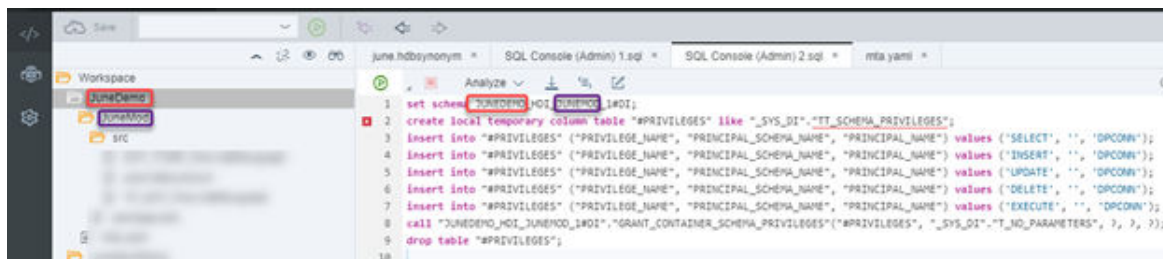 Save
june.hdbsynonym × SQL Console (Admin) 1.sql × SQL Console (Admin) 2.sql × mta.yaml ×
Workspace
Analyze
JuneDemo
JuneMod
src
1 set schema JUNEDEMO_HDI_JUNEMOD_1#DI;
2 create local temporary column table "#PRIVILEGES" like "_SYS_DI"."TT_SCHEMA_PRIVILEGES";
3 insert into "#PRIVILEGES" ("PRIVILEGE_NAME", "PRINCIPAL_SCHEMA_NAME", "PRINCIPAL_NAME") values ('SELECT', '', 'DPCONN');
4 insert into "#PRIVILEGES" ("PRIVILEGE_NAME", "PRINCIPAL_SCHEMA_NAME", "PRINCIPAL_NAME") values ('INSERT', '', 'DPCONN');
5 insert into "#PRIVILEGES" ("PRIVILEGE_NAME", "PRINCIPAL_SCHEMA_NAME", "PRINCIPAL_NAME") values ('UPDATE', '', 'DPCONN');
6 insert into "#PRIVILEGES" ("PRIVILEGE_NAME", "PRINCIPAL_SCHEMA_NAME", "PRINCIPAL_NAME") values ('DELETE', '', 'DPCONN');
7 insert into "#PRIVILEGES" ("PRIVILEGE_NAME", "PRINCIPAL_SCHEMA_NAME", "PRINCIPAL_NAME") values ('EXECUTE', '', 'DPCONN');
8 call "JUNEDEMO_HDI_JUNEMOD_1#DI"."GRANT_CONTAINER_SCHEMA_PRIVILEGES"("#PRIVILEGES", "_SYS_DI"."T_NO_PARAMETERS", ?, ?, ?);
9 drop table "#PRIVILEGES";
10